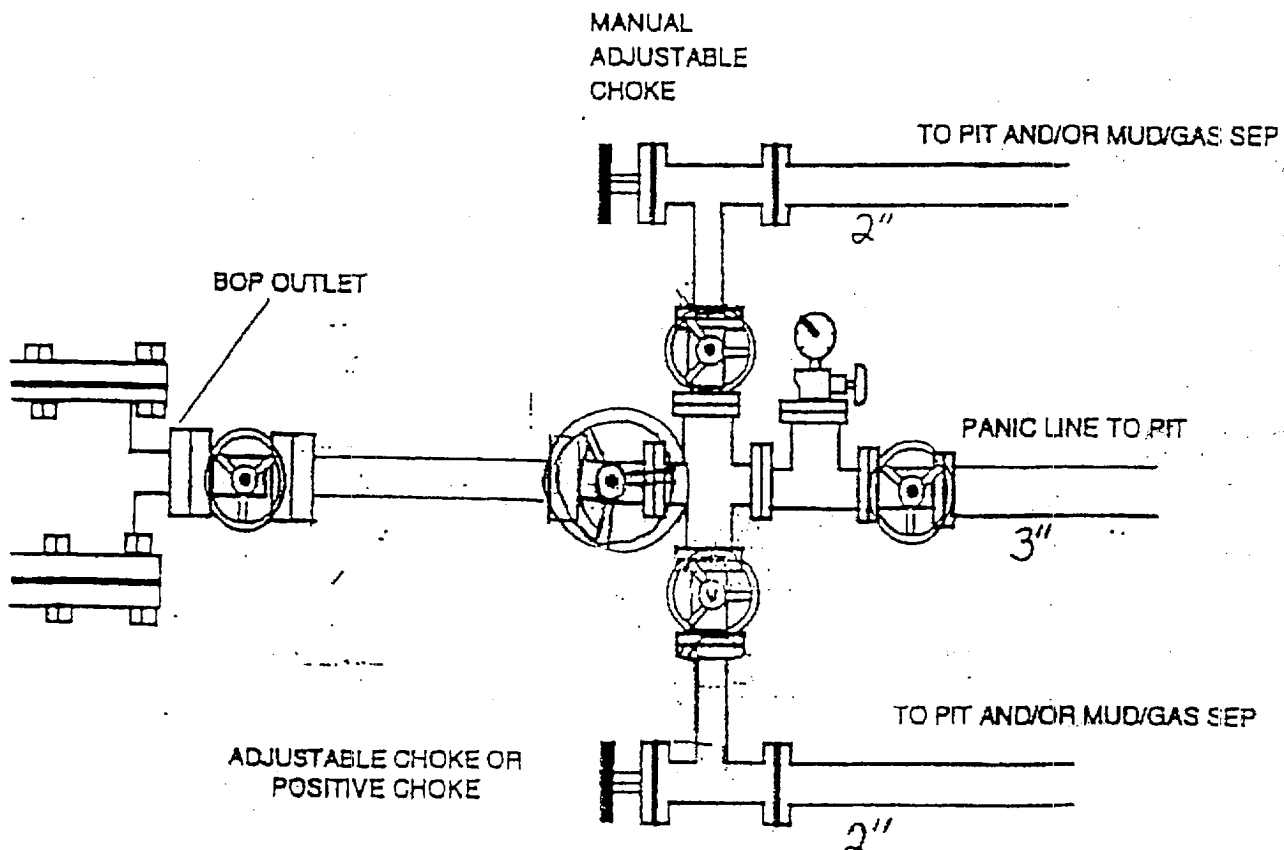 MANUAL
ADJUSTABLE
CHOKE
TO PIT AND/OR MUD/GAS SEP
2"
BOP OUTLET
PANIC LINE TO PIT
3"
TO PIT AND/OR MUD/GAS SEP
ADJUSTABLE CHOKE OR
POSITIVE CHOKE
2"